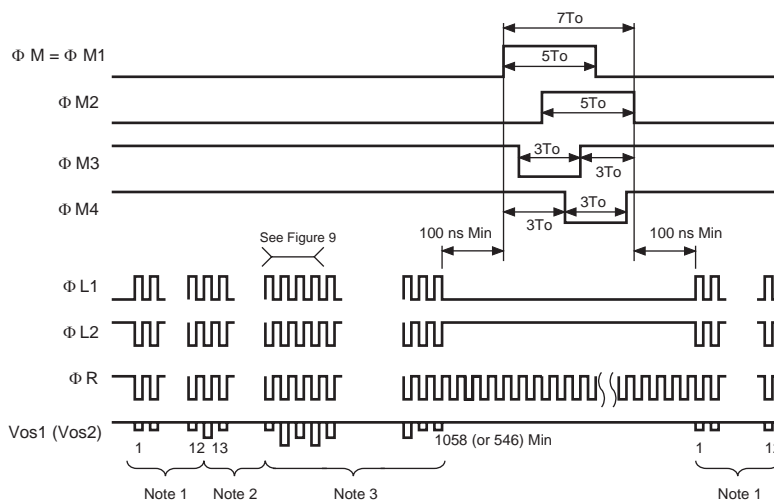 7To
Φ M = Φ M1
5To
Φ M2
5To
Φ M3
3To
3To
Φ M4
3To
3To
See Figure 9
100 ns Min
100 ns Min
Φ L1
Φ L2
Φ R
Vos1 (Vos2)
1
12
13
1058 (or 546) Min
1
Note 1
Note 2
Note 3
Note 1